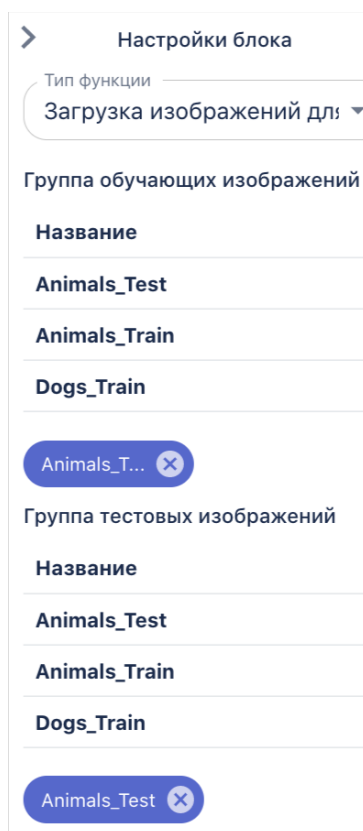 Настройки блока
Тип функции
Загрузка изображений для
Группа обучающих изображений
Название
Animals_Test
Animals_Train
Dogs_Train
Animals_T...
Группа тестовых изображений
Название
Animals_Test
Animals_Train
Dogs_Train
Animals_Test